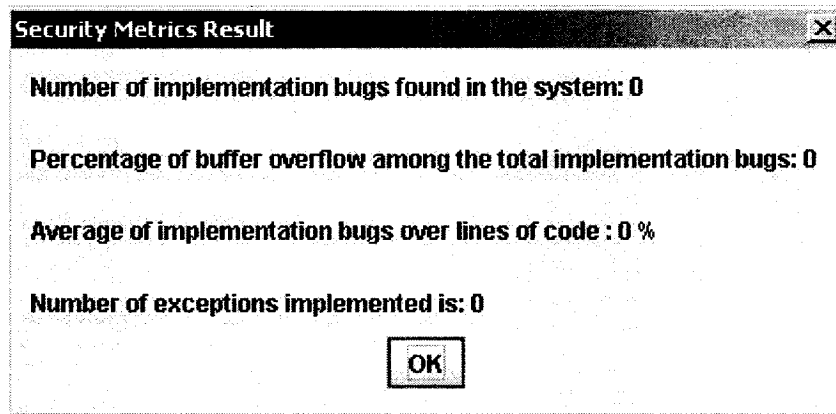 Security Metrics Result
Number of implementation bugs found in the system: 0
Percentage of buffer overflow among the total implementation bugs: 0
Average of implementation bugs over lines of code : 0 %
Number of exceptions implemented is: 0
OK